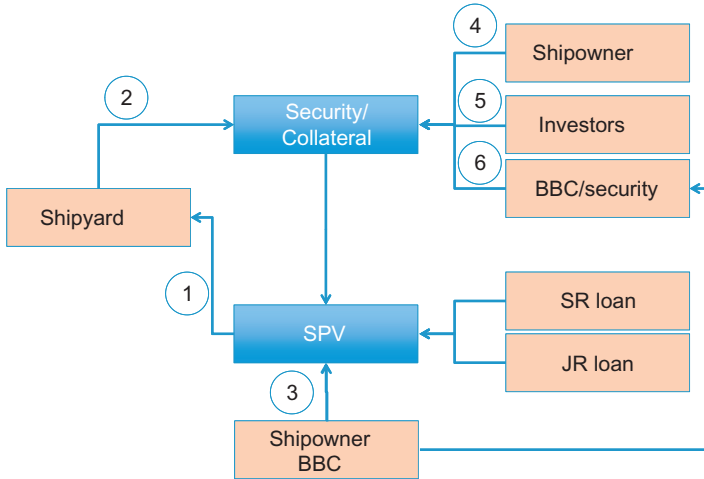 4
Shipowner
2
Security/
Collateral
5
Investors
6
BBC/security
Shipyard
1
SR loan
SPV
JR loan
3
Shipowner
BBC